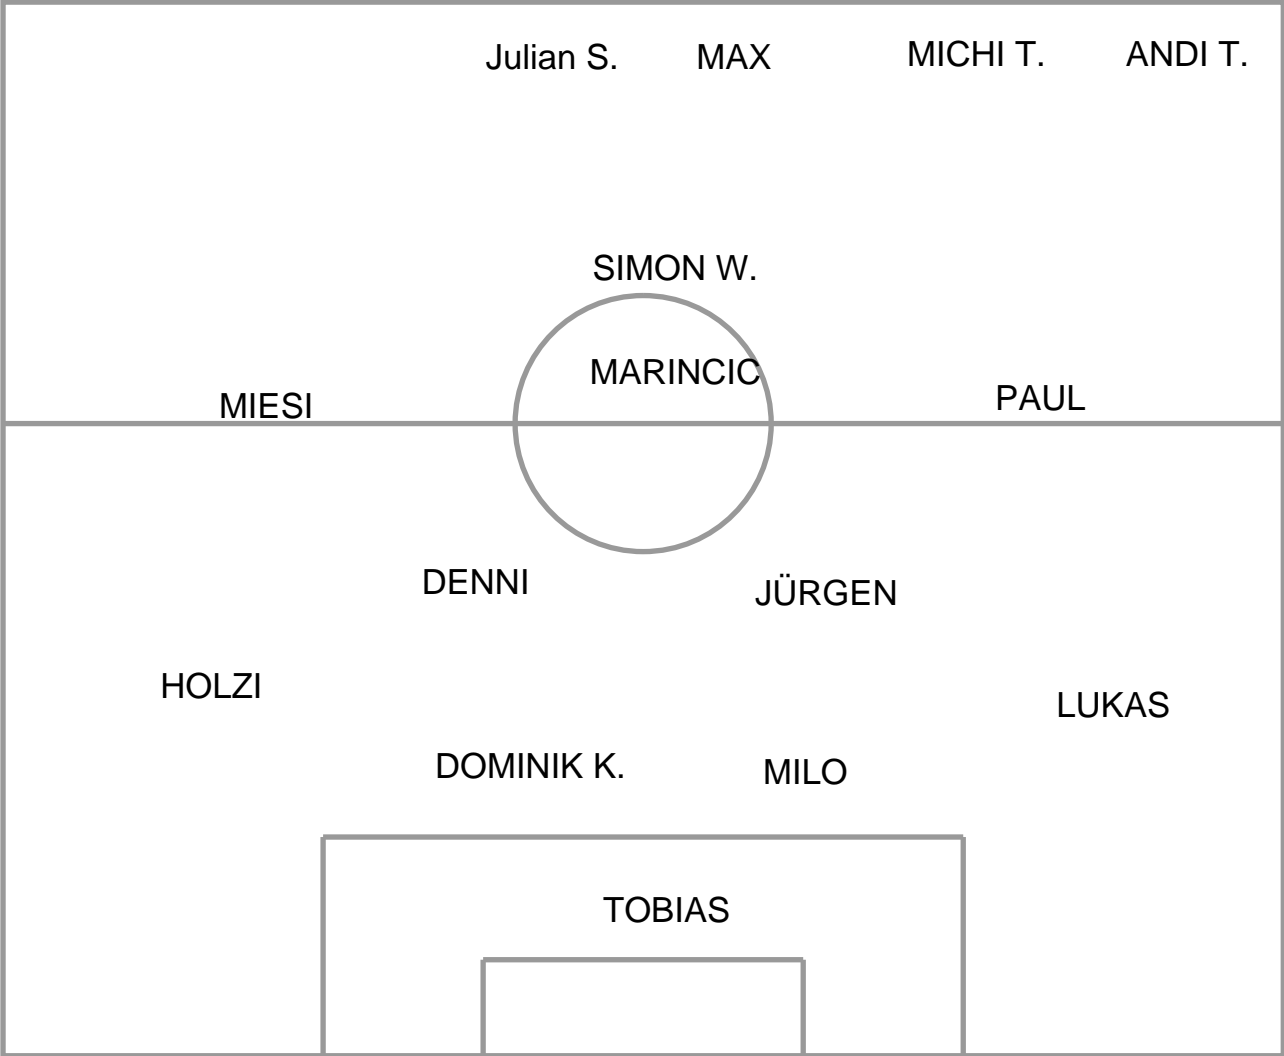 Julian S. MAX MICHI T. ANDI T.
SIMON W.
MARINCIC
MIESI PAUL
DENNI JÜRGEN
HOLZI LUKAS
DOMINIK K. MILO
TOBIAS